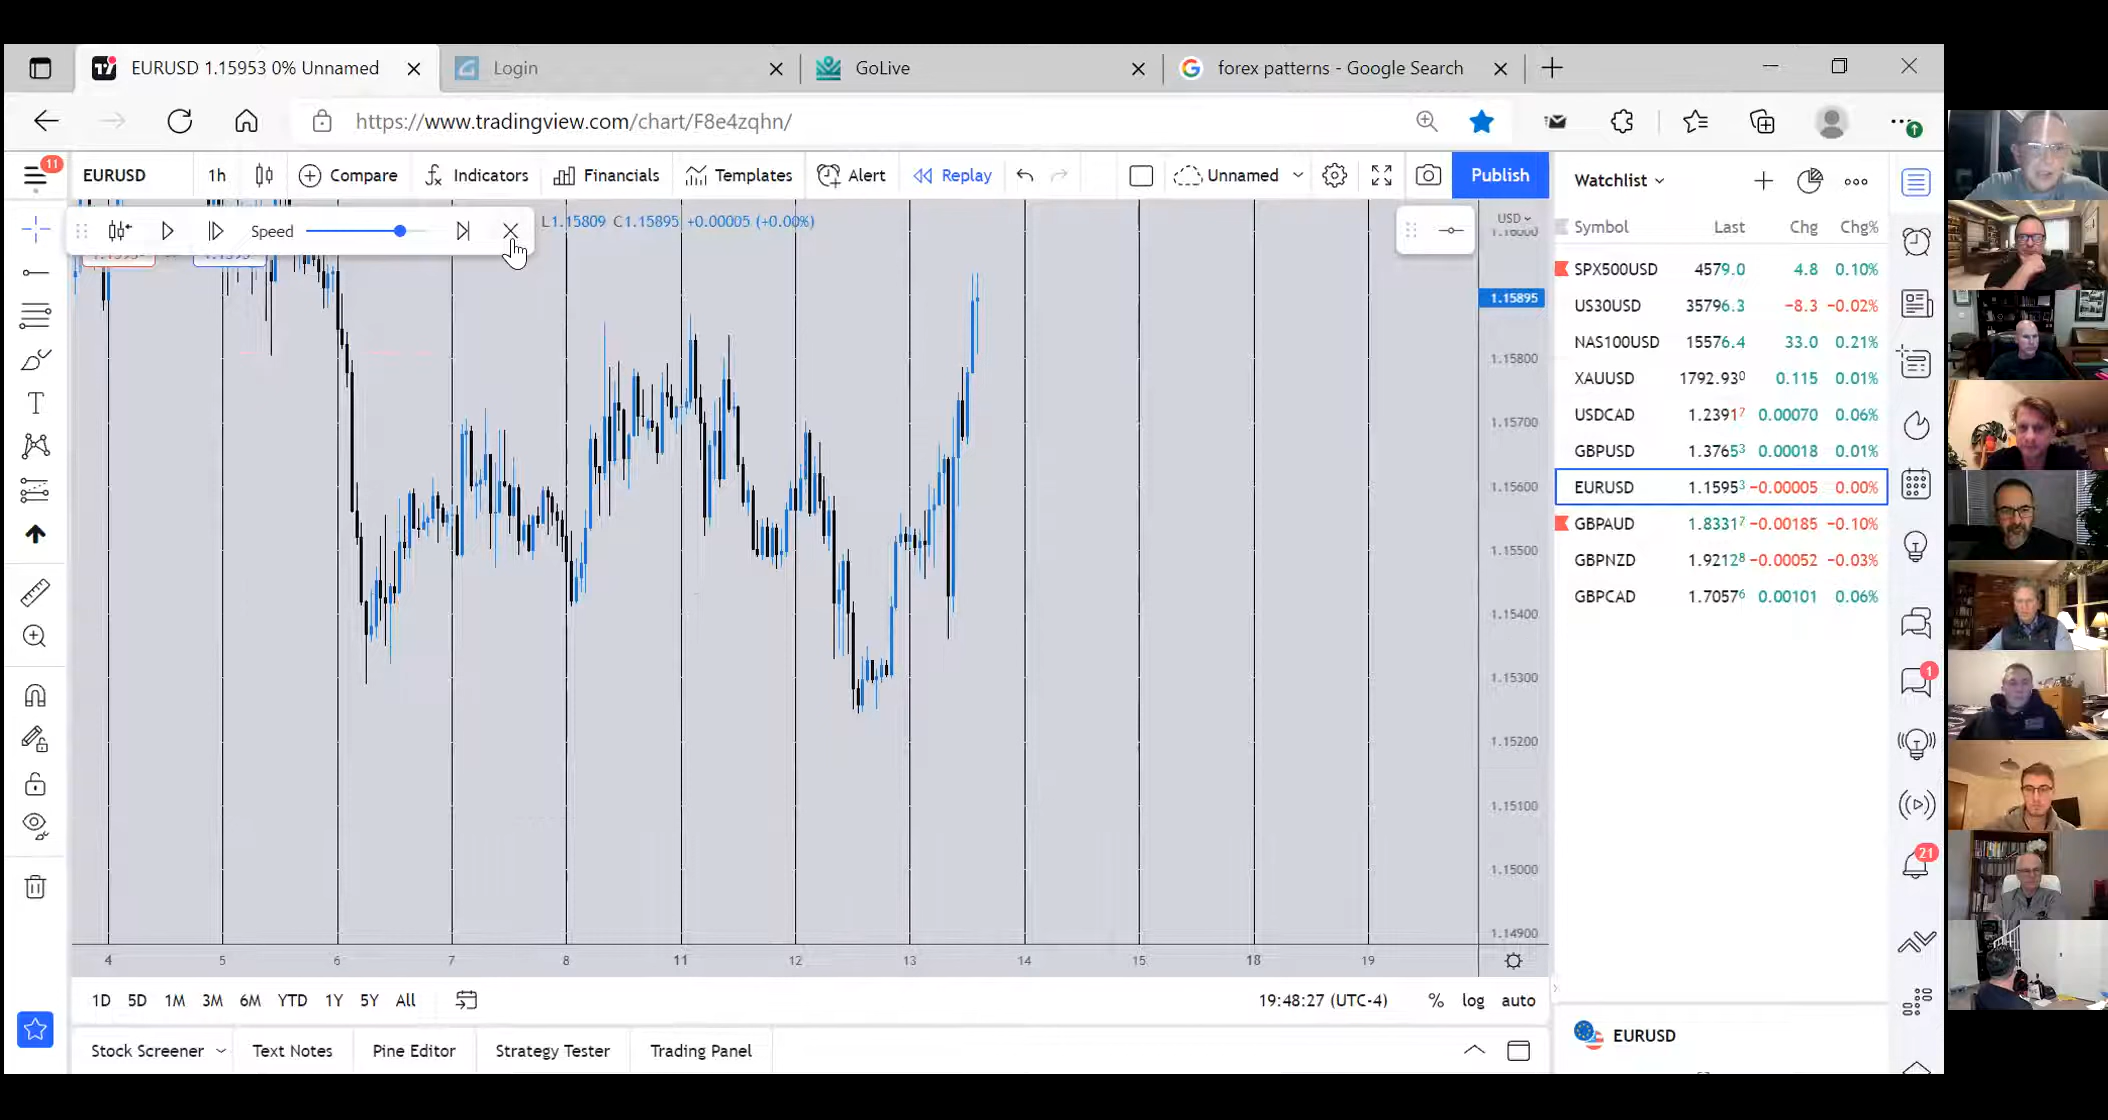 EURUSD 1.15953 0% Unnamed
Login
GoLive
forex patterns - Google Search
https://www.tradingview.com/chart/F8e4zqhn/
11
EURUSD
1h
Compare
Indicators
Financials
Templates
Alert
Replay
Unnamed
Publish
Speed
L1.15809 C1.15895 +0.00005 (+0.00%)
USD
1.16000
1.15895
1.15800
1.15700
1.15600
1.15500
1.15400
1.15300
1.15200
1.15100
1.15000
1.14900
4 5 6 7 8 11 12 13 14 15 18 19
1D 5D 1M 3M 6M YTD 1Y 5Y All
19:48:27 (UTC-4) % log auto
Stock Screener
Text Notes
Pine Editor
Strategy Tester
Trading Panel
Watchlist
Symbol Last Chg Chg%
SPX500USD 4579.0 4.8 0.10%
US30USD 35796.3 −8.3 −0.02%
NAS100USD 15576.4 33.0 0.21%
XAUUSD 1792.930 0.115 0.01%
USDCAD 1.23917 0.00070 0.06%
GBPUSD 1.37653 0.00018 0.01%
EURUSD 1.15953 −0.00005 0.00%
GBPAUD 1.83317 −0.00185 −0.10%
GBPNZD 1.92128 −0.00052 −0.03%
GBPCAD 1.70576 0.00101 0.06%
1
21
EURUSD